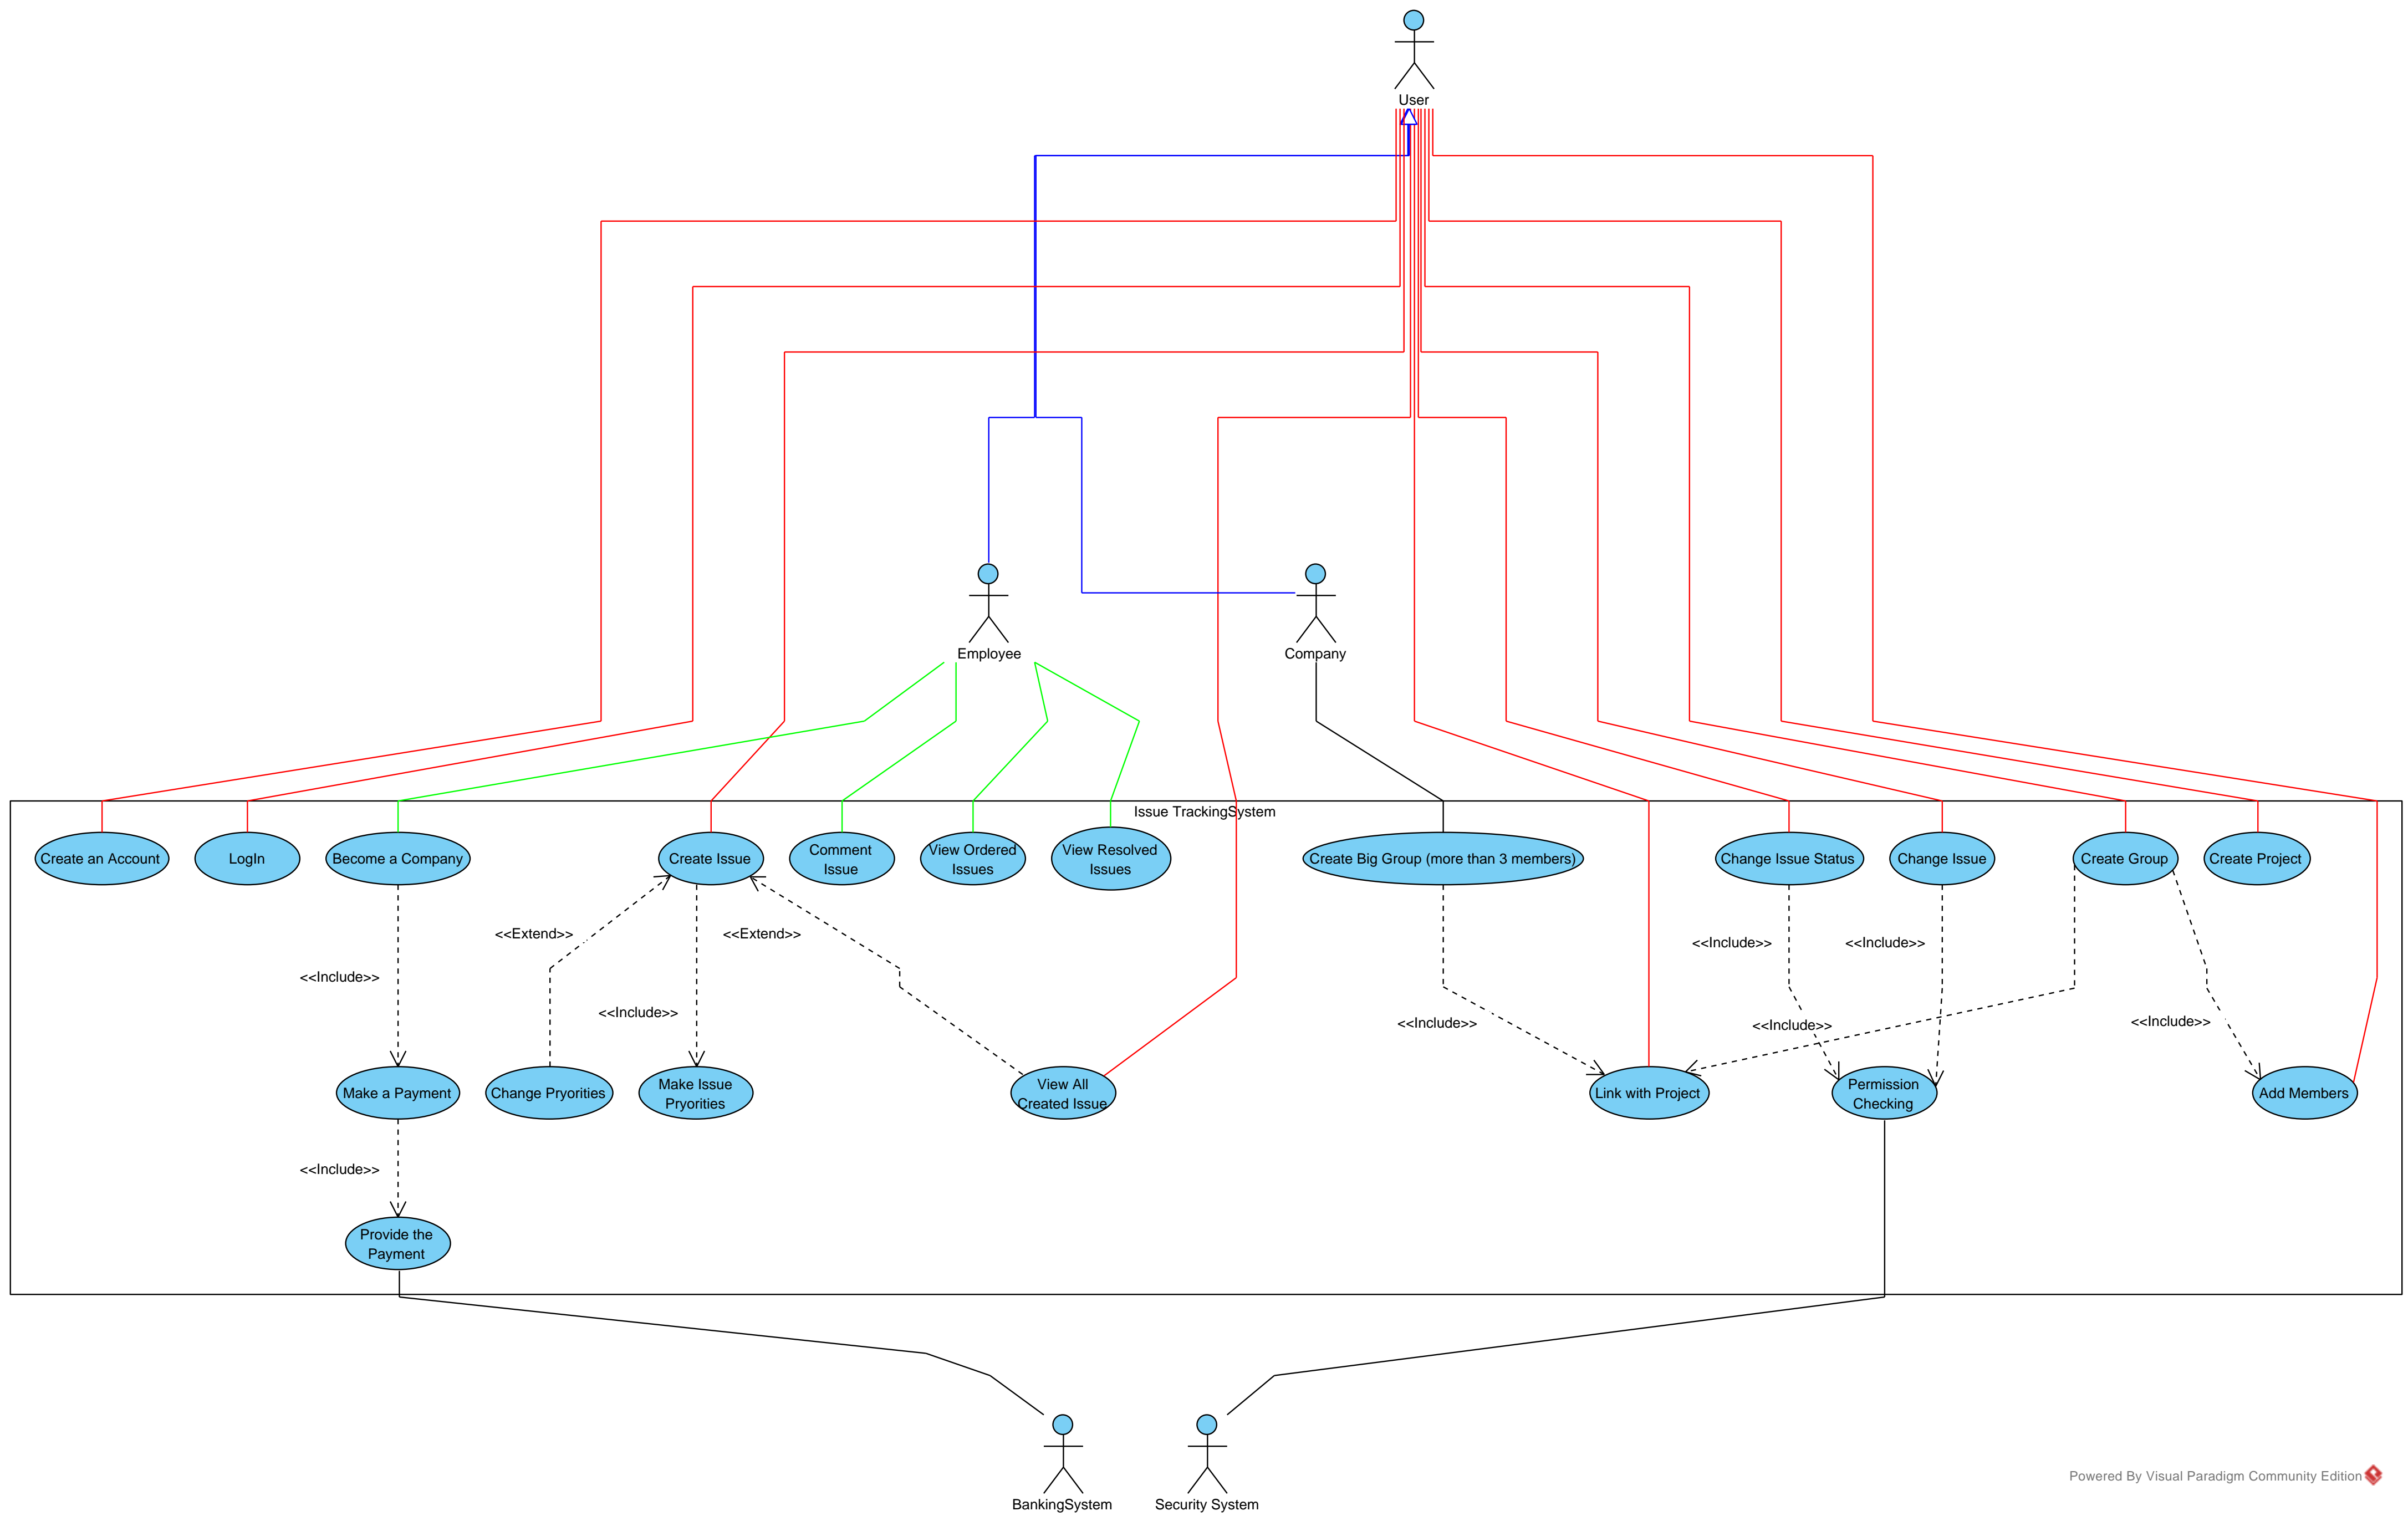 User
Employee
Company
Issue TrackingSystem
Create an Account
LogIn
Become a Company
Create Issue
Comment
Issue
View Ordered
Issues
View Resolved
Issues
Create Big Group (more than 3 members)
Change Issue Status
Change Issue
Create Group
Create Project
<<Extend>>
<<Extend>>
<<Include>>
<<Include>>
<<Include>>
<<Include>>
<<Include>>
<<Include>>
<<Include>>
Make a Payment
Change Pryorities
Make Issue
Pryorities
View All
Created Issue
Link with Project
Permission
Checking
Add Members
<<Include>>
Provide the
Payment
BankingSystem
Security System
Powered By Visual Paradigm Community Edition